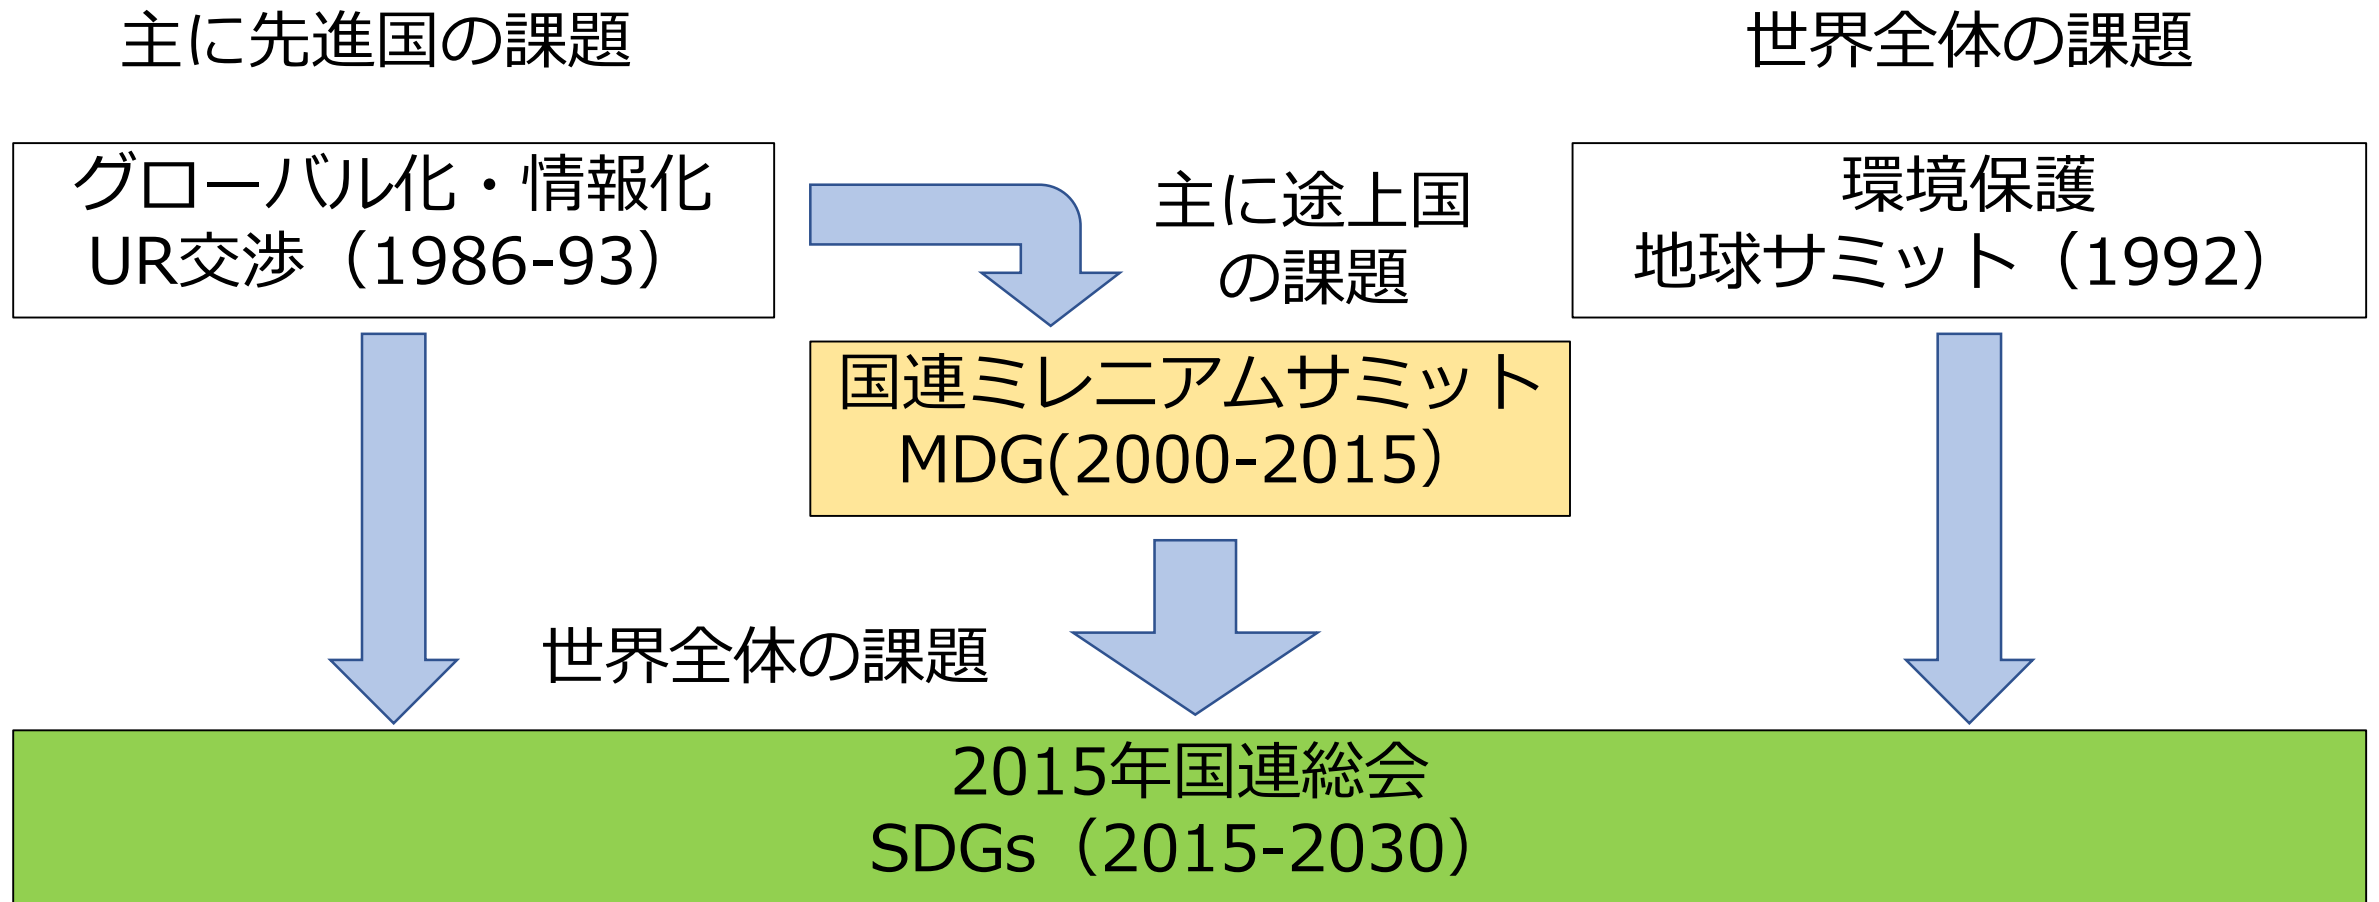 主に先進国の課題
世界全体の課題
グローバル化・情報化
UR交渉（1986-93）
主に途上国
の課題
環境保護
地球サミット（1992）
国連ミレニアムサミット
MDG(2000-2015）
世界全体の課題
2015年国連総会
SDGs（2015-2030）